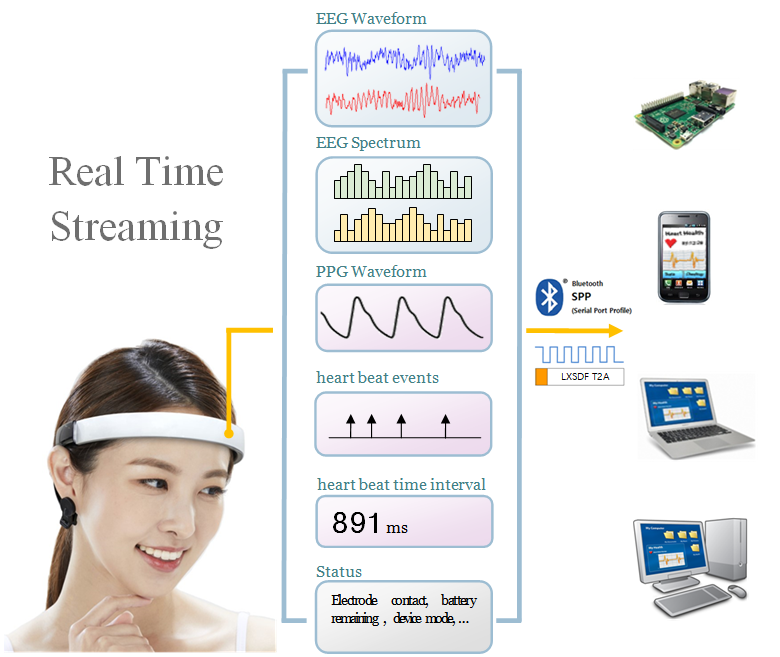 Real Time
Streaming
EEG Waveform
EEG Spectrum
PPG Waveform
heart beat events
heart beat time interval
891 ms
Status
Electrode contact, battery
remaining , device mode, ...
® Bluetooth
SPP
(Serial Port Profile)
LXSDF T2A
Heart Health